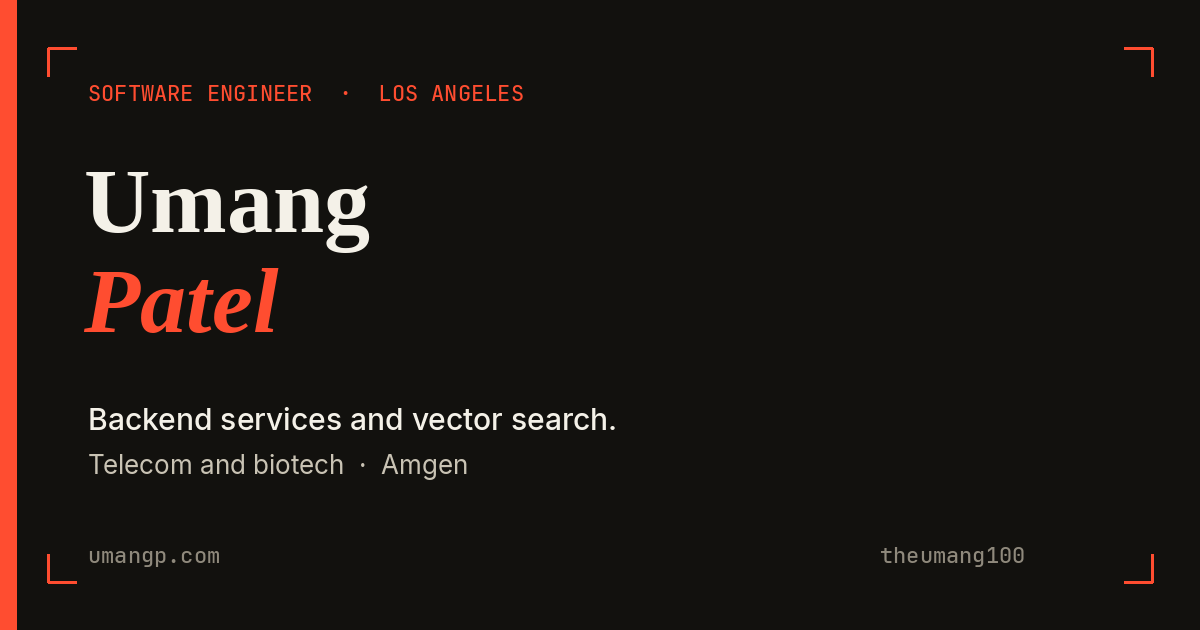 SOFTWARE ENGINEER · LOS ANGELES
Umang
Patel
Backend services and vector search.
Telecom and biotech · Amgen
umangp.com
theumang100